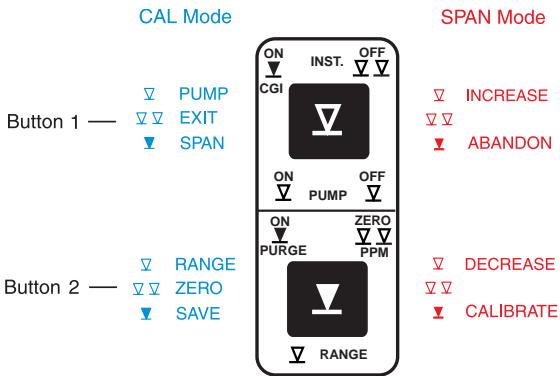 CAL Mode
SPAN Mode
ON
INST.
OFF
CGI
PUMP
EXIT
SPAN
Button 1
INCREASE
ABANDON
ON
PUMP
OFF
ON
PURGE
ZERO
PPM
RANGE
ZERO
SAVE
Button 2
DECREASE
CALIBRATE
RANGE